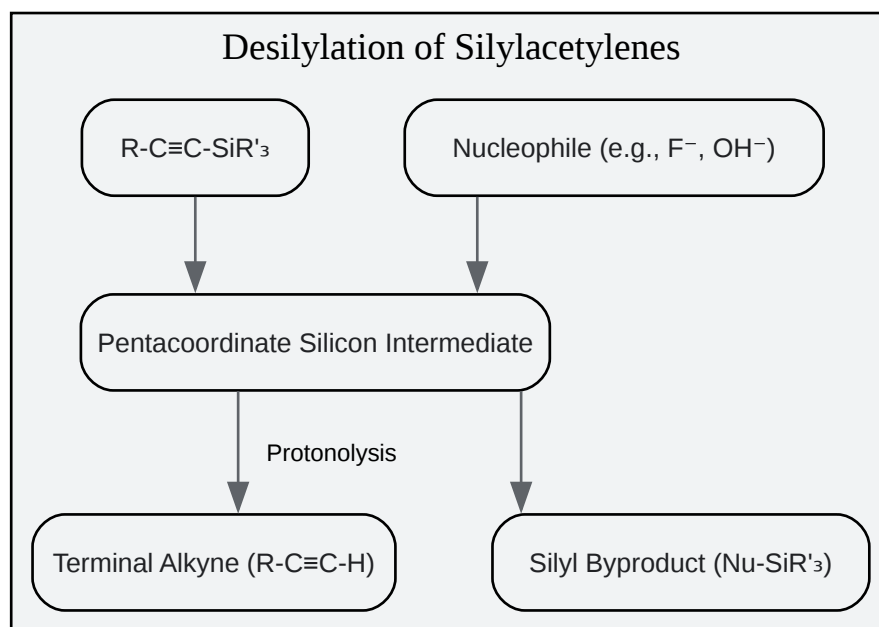 Desilylation of Silylacetylenes
R-C≡C-SiR'₃
Nucleophile (e.g., F⁻, OH⁻)
Pentacoordinate Silicon Intermediate
Protonolysis
Terminal Alkyne (R-C≡C-H)
Silyl Byproduct (Nu-SiR'₃)